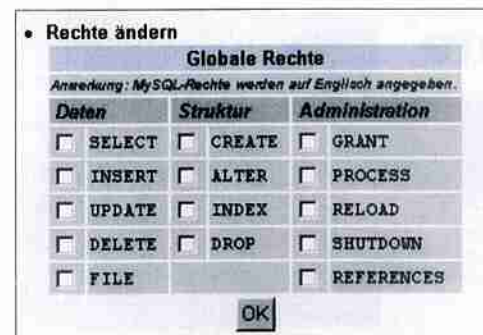 • Rechte ändern
Globale Rechte
Anmerkung: MySQL-Rechte werden auf Englisch angegeben.
Daten Struktur Administration
SELECT CREATE GRANT
INSERT ALTER PROCESS
UPDATE INDEX RELOAD
DELETE DROP SHUTDOWN
FILE REFERENCES
OK